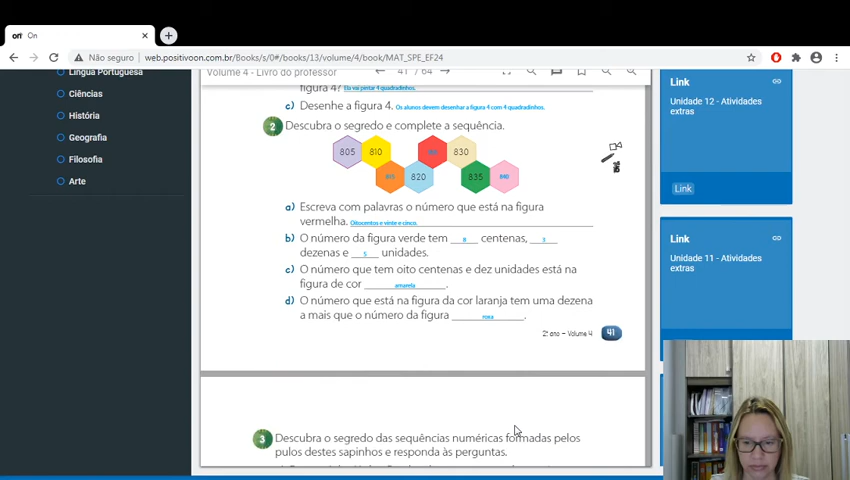 On
Não seguro | web.positivoon.com.br/Books/s/0#/books/13/volume/4/book/MAT_SPE_EF24
Língua Portuguesa
Ciências
História
Geografia
Filosofia
Arte
Volume 4 - Livro do professor
41 / 64
figura 4? Ela vai pintar 4 quadradinhos.
c) Desenhe a figura 4. Os alunos devem desenhar a figura 4 com 4 quadradinhos.
2 Descubra o segredo e complete a sequência.
805 810 830
815 820 835 840
a) Escreva com palavras o número que está na figura
vermelha. Oitocentos e vinte e cinco.
b) O número da figura verde tem 8 centenas, 3
dezenas e 5 unidades.
c) O número que tem oito centenas e dez unidades está na
figura de cor amarela.
d) O número que está na figura da cor laranja tem uma dezena
a mais que o número da figura roxa.
2º ano – Volume 4 41
3 Descubra o segredo das sequências numéricas formadas pelos
pulos destes sapinhos e responda às perguntas.
Link
Unidade 12 - Atividades
extras
Link
Link
Unidade 11 - Atividades
extras